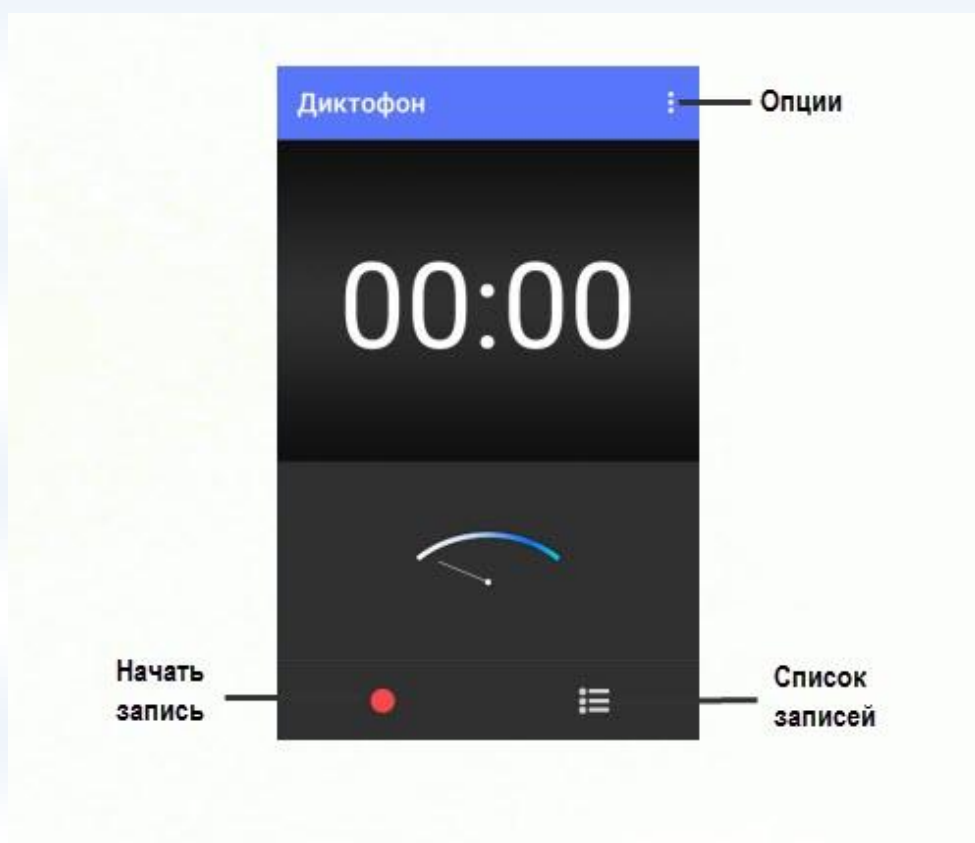 Диктофон
Опции
00:00
Начать
запись
Список
записей